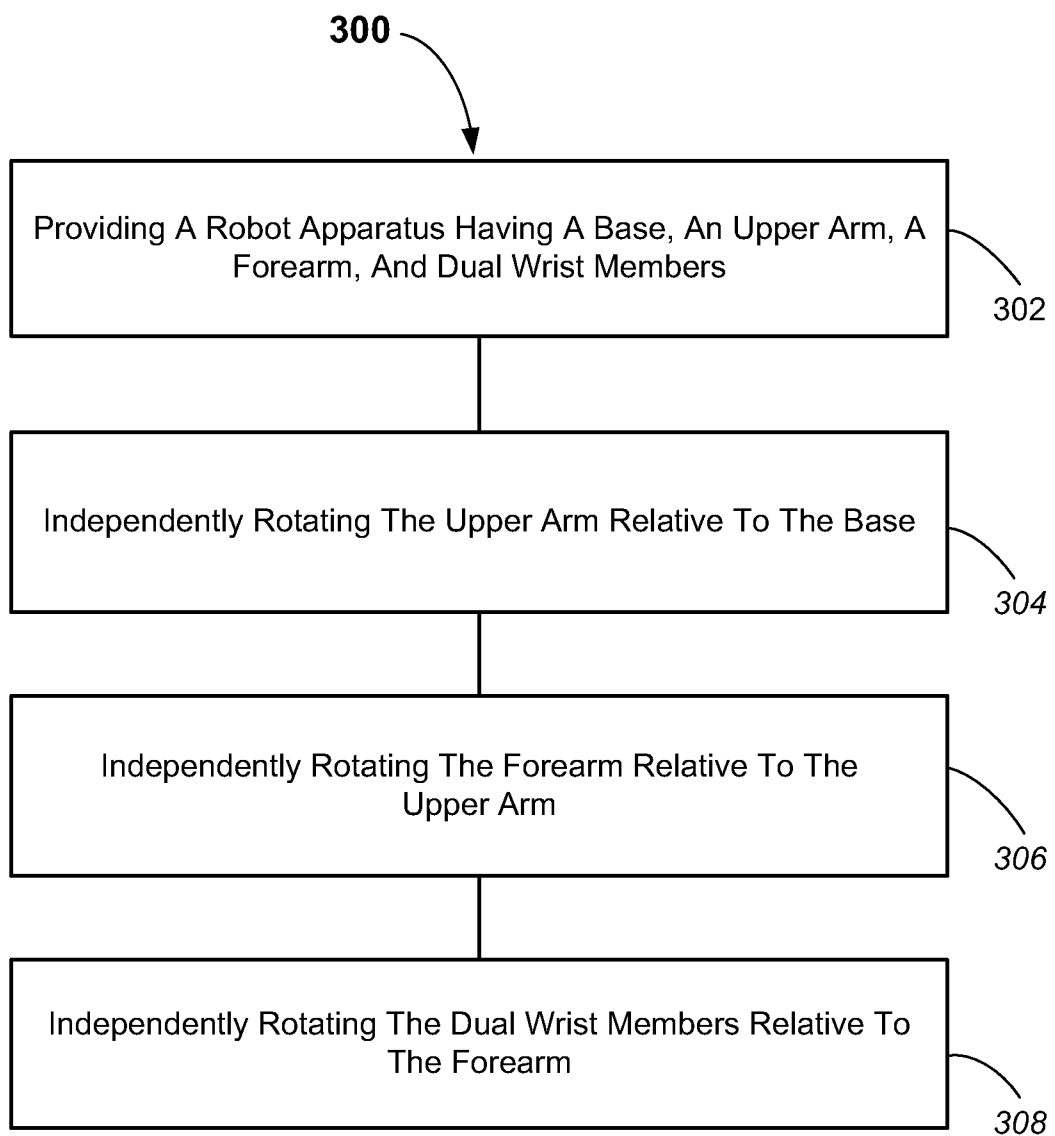 300
Providing A Robot Apparatus Having A Base, An Upper Arm, A
Forearm, And Dual Wrist Members
302
Independently Rotating The Upper Arm Relative To The Base
304
Independently Rotating The Forearm Relative To The
Upper Arm
306
Independently Rotating The Dual Wrist Members Relative To
The Forearm
308